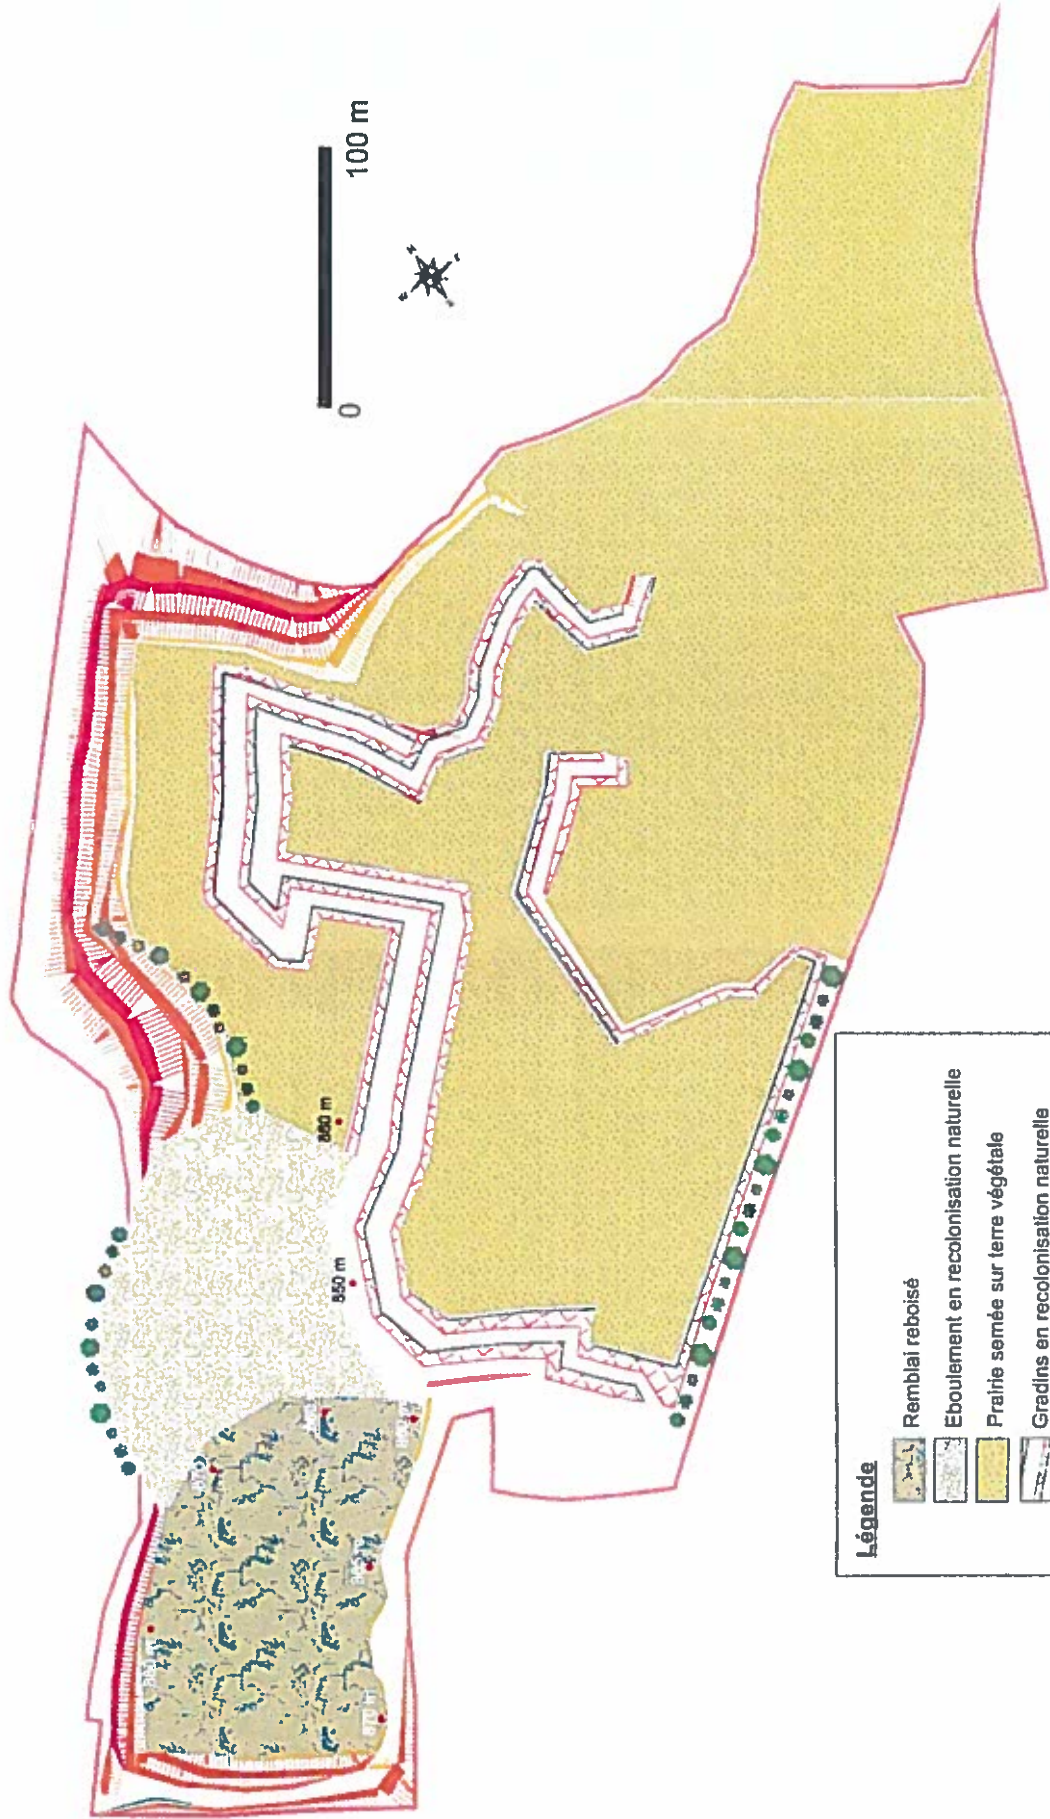 100 m
0
860 m
850 m
870 m
Légende
Remblai reboisé
Eboulement en recolonisation naturelle
Prairie semée sur terre végétale
Gradins en recolonisation naturelle